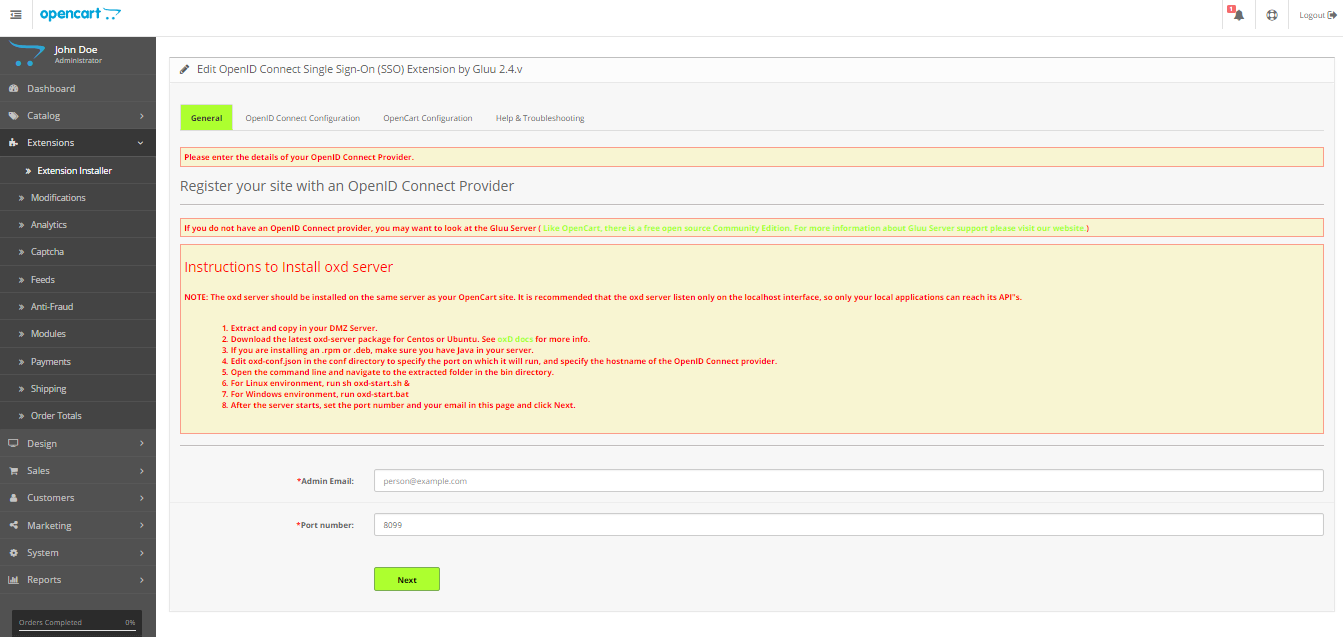 opencart
1
Logout
John Doe
Administrator
Dashboard
Catalog
Extensions
» Extension Installer
» Modifications
» Analytics
» Captcha
» Feeds
» Anti-Fraud
» Modules
» Payments
» Shipping
» Order Totals
Design
Sales
Customers
Marketing
System
Reports
Orders Completed 0%
Edit OpenID Connect Single Sign-On (SSO) Extension by Gluu 2.4.v
General OpenID Connect Configuration OpenCart Configuration Help & Troubleshooting
Please enter the details of your OpenID Connect Provider.
Register your site with an OpenID Connect Provider
If you do not have an OpenID Connect provider, you may want to look at the Gluu Server ( Like OpenCart, there is a free open source Community Edition. For more information about Gluu Server support please visit our website.)
Instructions to Install oxd server
NOTE: The oxd server should be installed on the same server as your OpenCart site. It is recommended that the oxd server listen only on the localhost interface, so only your local applications can reach its API"s.
1. Extract and copy in your DMZ Server.
2. Download the latest oxd-server package for Centos or Ubuntu. See oxD docs for more info.
3. If you are installing an .rpm or .deb, make sure you have Java in your server.
4. Edit oxd-conf.json in the conf directory to specify the port on which it will run, and specify the hostname of the OpenID Connect provider.
5. Open the command line and navigate to the extracted folder in the bin directory.
6. For Linux environment, run sh oxd-start.sh &
7. For Windows environment, run oxd-start.bat
8. After the server starts, set the port number and your email in this page and click Next.
*Admin Email: person@example.com
*Port number: 8099
Next